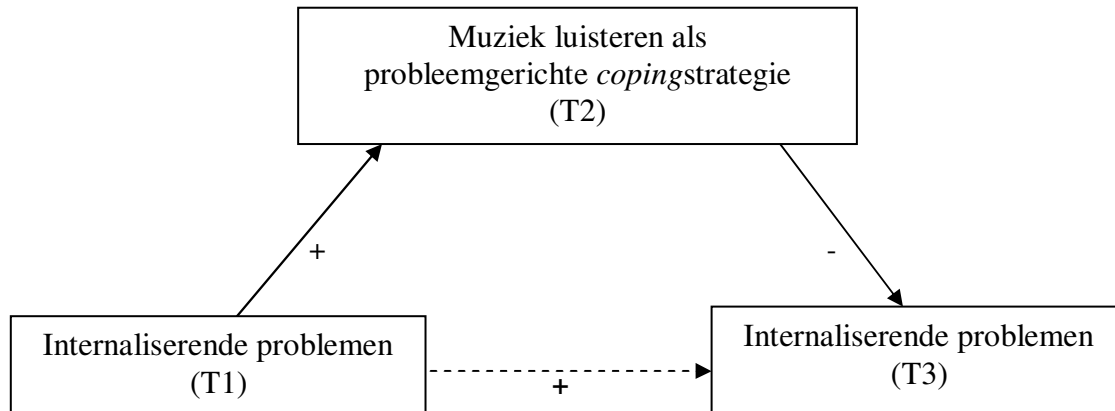 Muziek luisteren als
probleemgerichte copingstrategie
(T2)
+
-
Internaliserende problemen
(T1)
+
Internaliserende problemen
(T3)